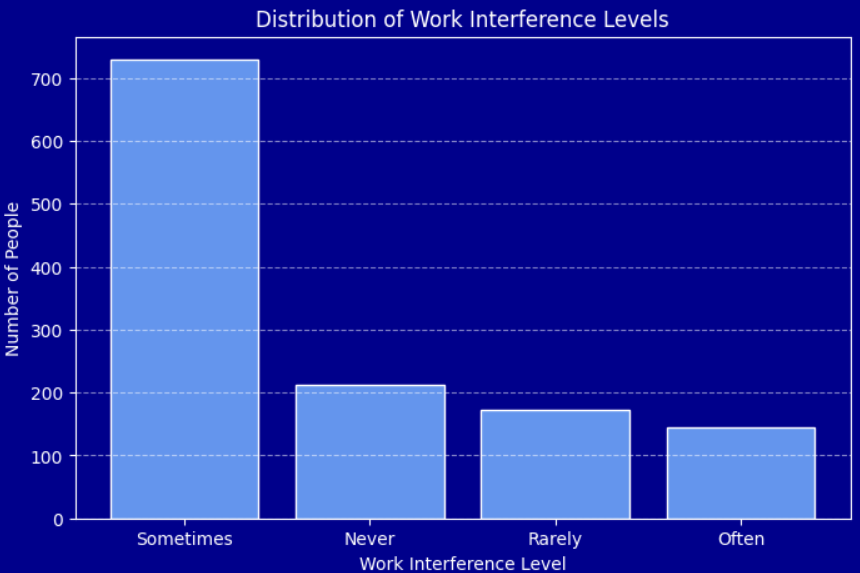 Distribution of Work Interference Levels
Number of People
700
600
500
400
300
200
100
0
Sometimes Never Rarely Often
Work Interference Level